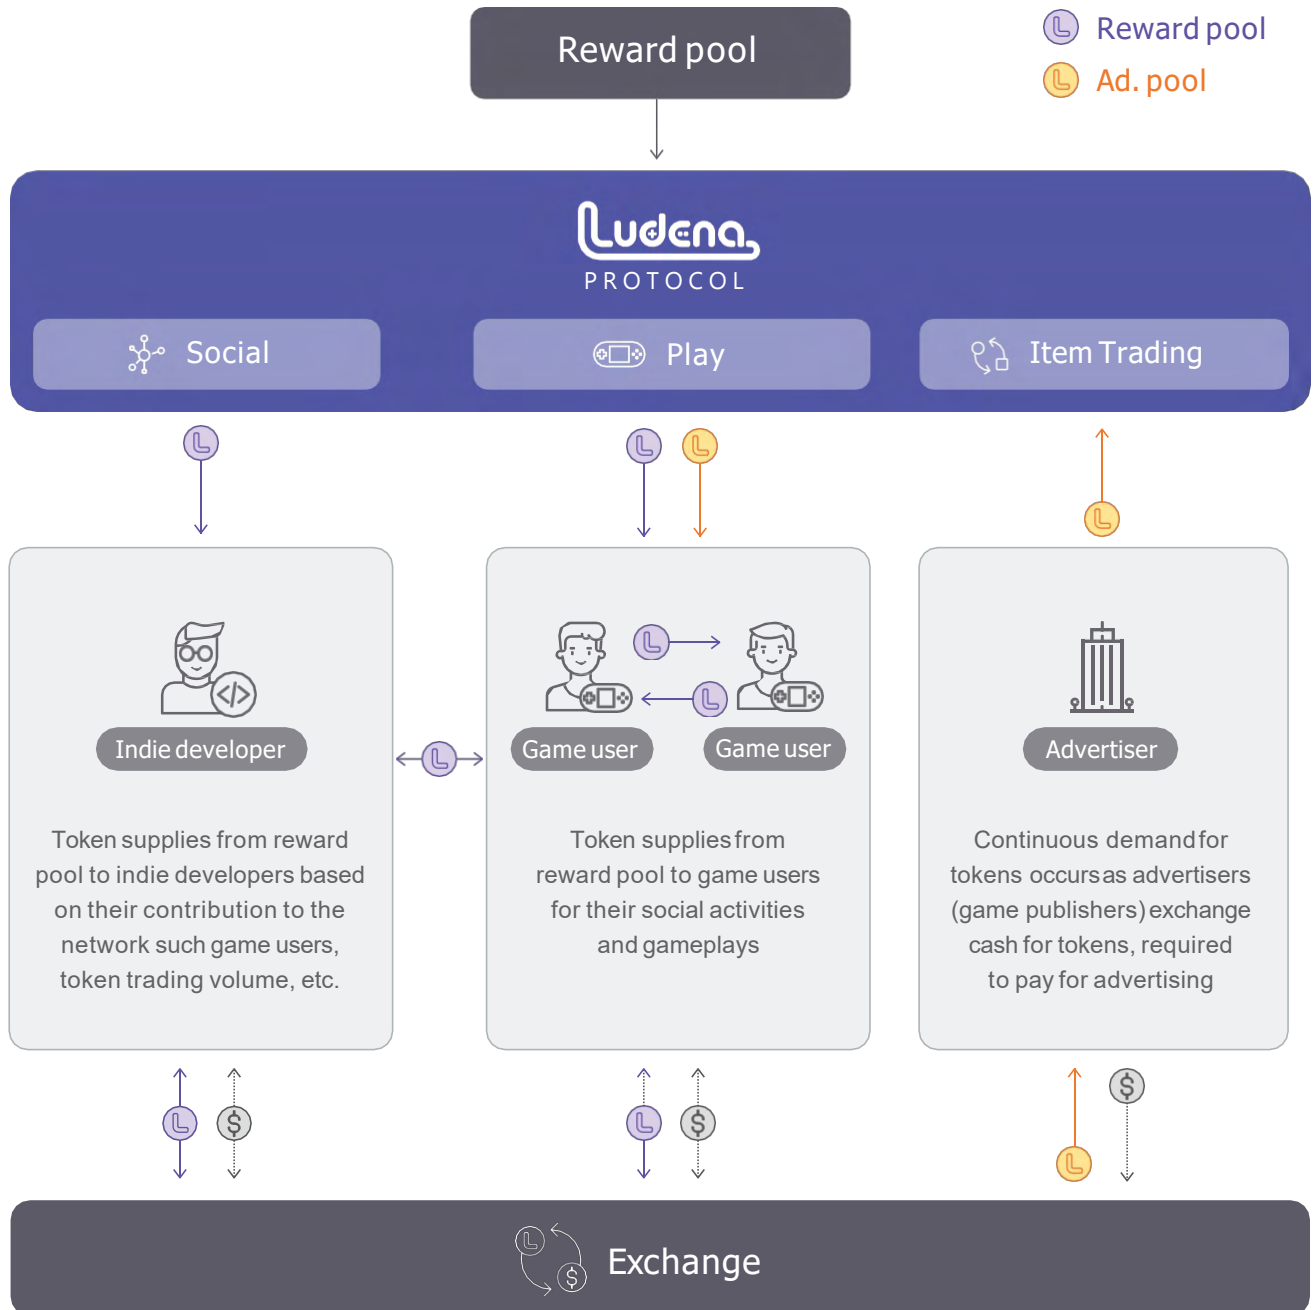 Reward pool
Reward pool
Ad. pool
Ludena
PROTOCOL
Social
Play
Item Trading
Indie developer
Game user
Game user
Advertiser
Token supplies from reward
pool to indie developers based
on their contribution to the
network such game users,
token trading volume, etc.
Token supplies from
reward pool to game users
for their social activities
and gameplays
Continuous demand for
tokens occurs as advertisers
(game publishers) exchange
cash for tokens, required
to pay for advertising
Exchange